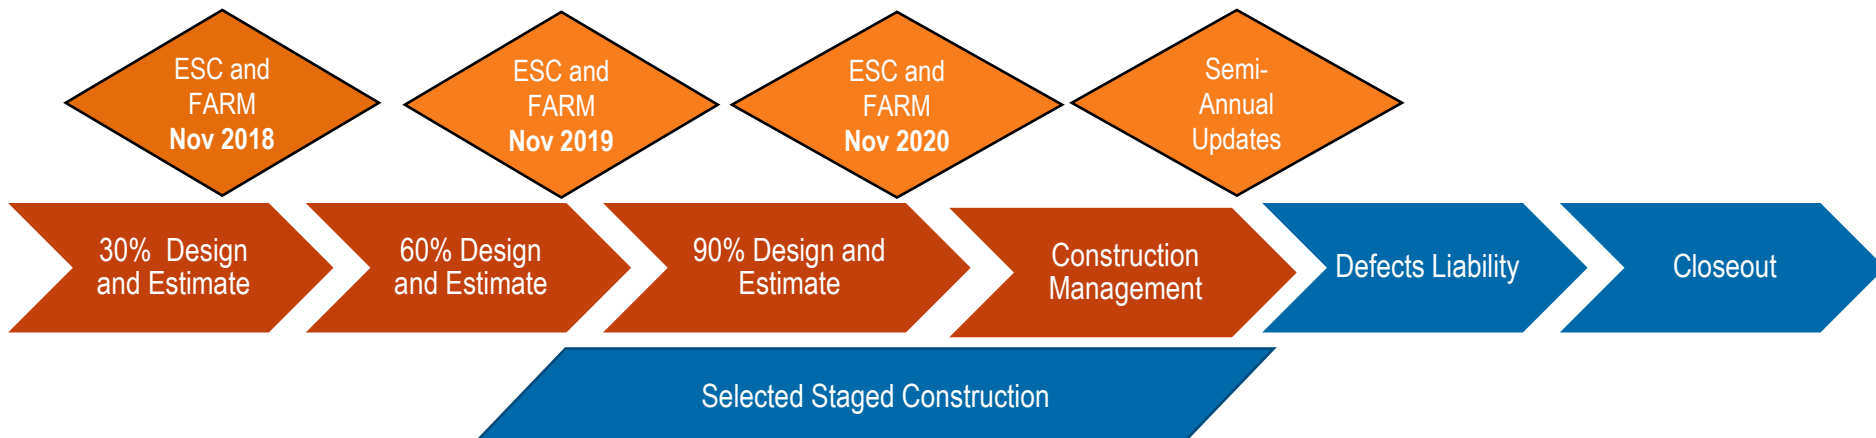 ESC and
FARM
Nov 2018
ESC and
FARM
Nov 2019
ESC and
FARM
Nov 2020
Semi-
Annual
Updates
30% Design
and Estimate
60% Design
and Estimate
90% Design and
Estimate
Construction
Management
Defects Liability
Closeout
Selected Staged Construction